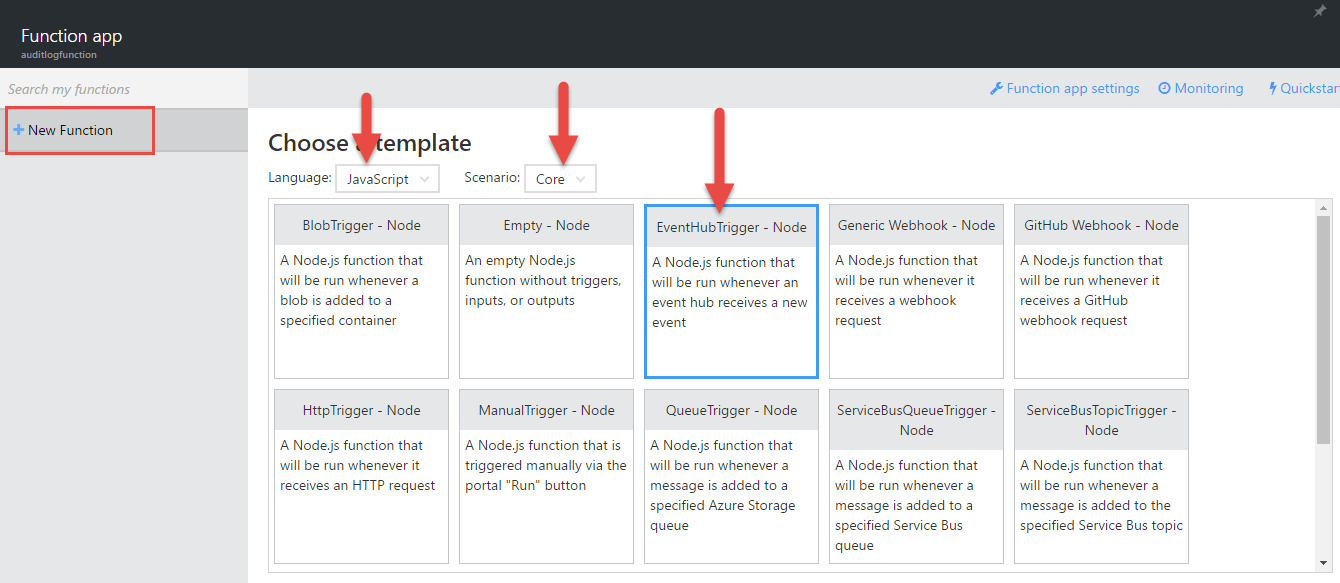 Function app
auditlogfunction
Search my functions
Function app settings
Monitoring
Quickstar
New Function
Choose a template
Language:
JavaScript
Scenario:
Core
BlobTrigger - Node
A Node.js function that
will be run whenever a
blob is added to a
specified container
Empty - Node
An empty Node.js
function without triggers,
inputs, or outputs
EventHubTrigger - Node
A Node.js function that
will be run whenever an
event hub receives a new
event
Generic Webhook - Node
A Node.js function that
will be run whenever it
receives a webhook
request
GitHub Webhook - Node
A Node.js function that
will be run whenever it
receives a GitHub
webhook request
HttpTrigger - Node
A Node.js function that
will be run whenever it
receives an HTTP request
ManualTrigger - Node
A Node.js function that is
triggered manually via the
portal "Run" button
QueueTrigger - Node
A Node.js function that
will be run whenever a
message is added to a
specified Azure Storage
queue
ServiceBusQueueTrigger -
Node
A Node.js function that
will be run whenever a
message is added to a
specified Service Bus
queue
ServiceBusTopicTrigger -
Node
A Node.js function that
will be run whenever a
message is added to the
specified Service Bus topic